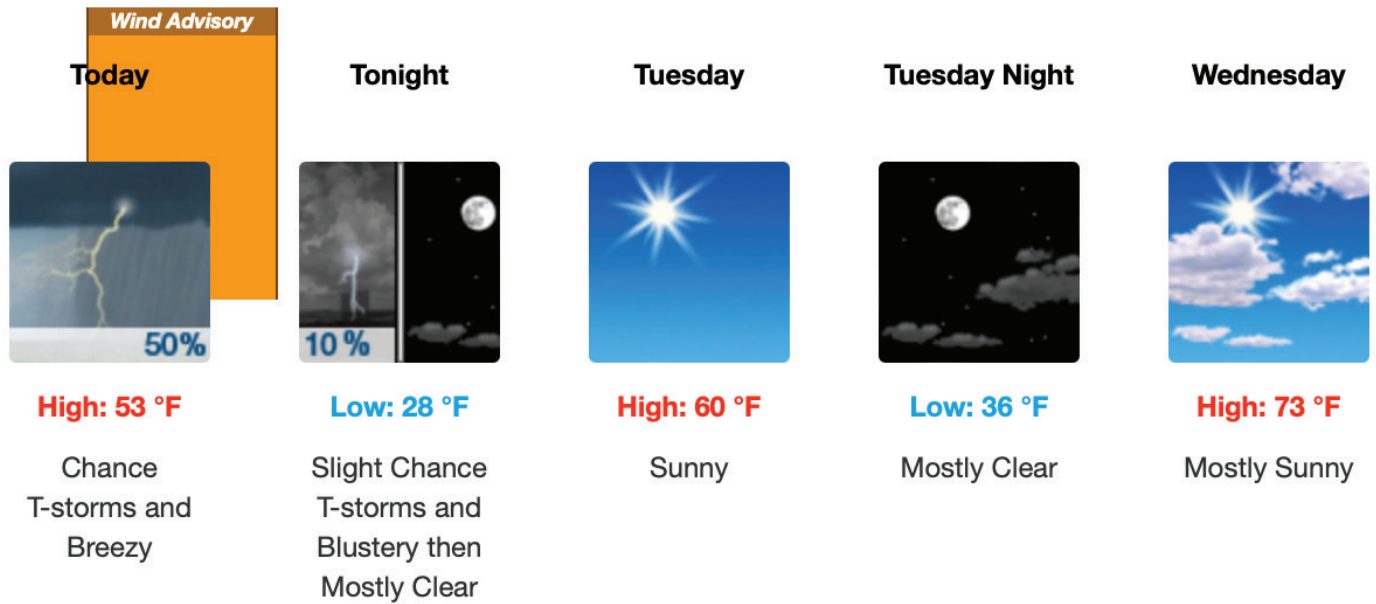 Wind Advisory
Today
Tonight
Tuesday
Tuesday Night
Wednesday
50%
10 %
High: 53 °F
Low: 28 °F
High: 60 °F
Low: 36 °F
High: 73 °F
Chance
T-storms and
Breezy
Slight Chance
T-storms and
Blustery then
Mostly Clear
Sunny
Mostly Clear
Mostly Sunny